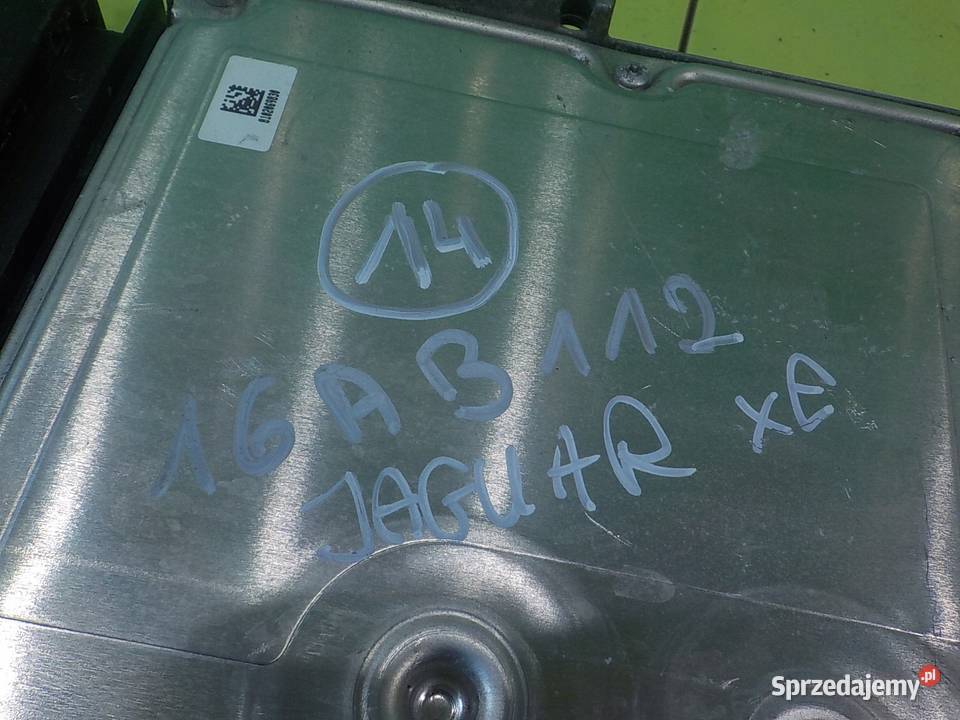 14
16AB112
JAGUAR XE
Sprzedajemy.pl